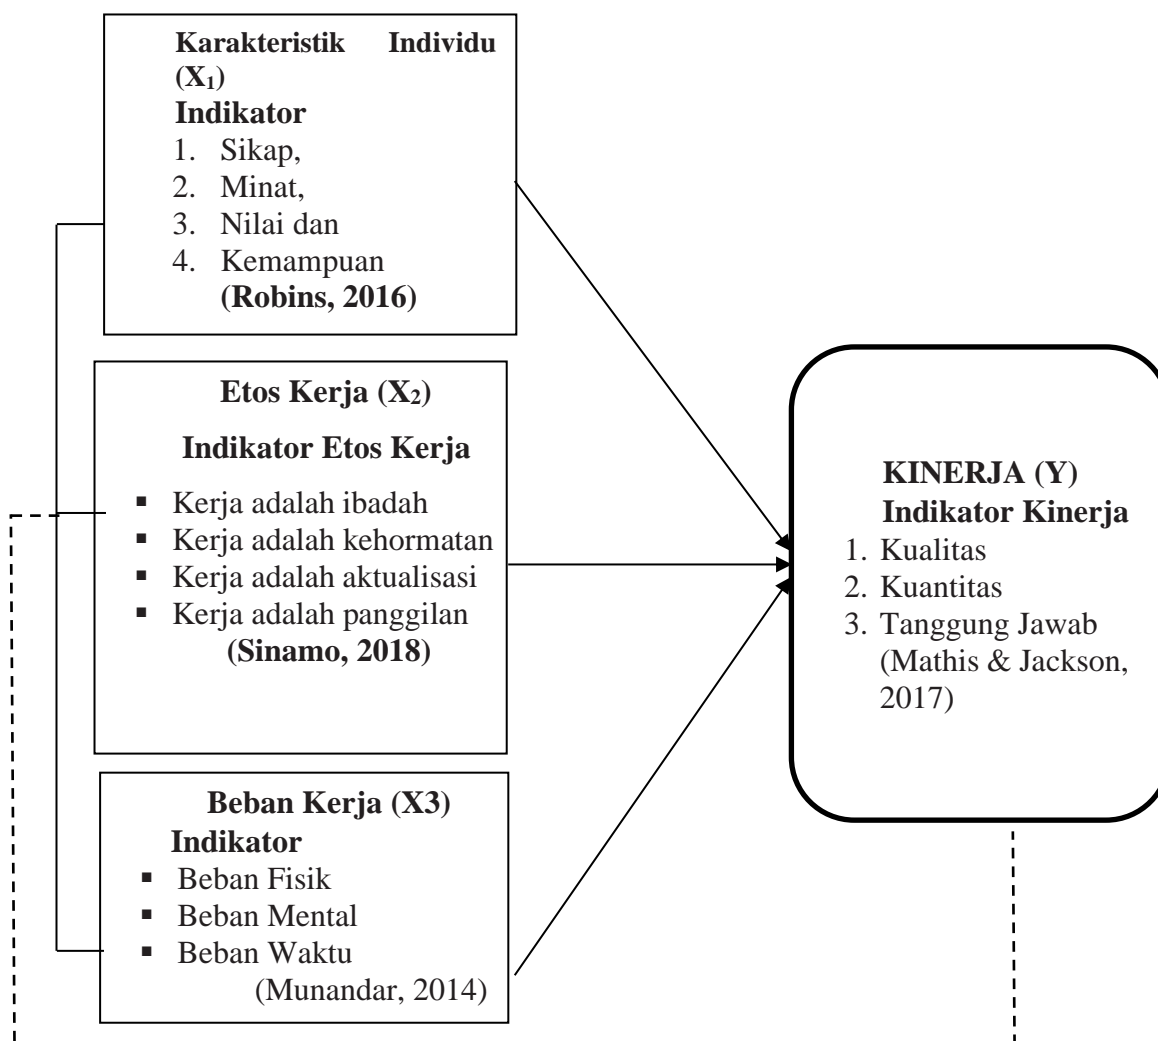 Karakteristik Individu
(X1)
Indikator
1. Sikap,
2. Minat,
3. Nilai dan
4. Kemampuan
(Robins, 2016)
Etos Kerja (X2)
Indikator Etos Kerja
▪ Kerja adalah ibadah
▪ Kerja adalah kehormatan
▪ Kerja adalah aktualisasi
▪ Kerja adalah panggilan
(Sinamo, 2018)
Beban Kerja (X3)
Indikator
▪ Beban Fisik
▪ Beban Mental
▪ Beban Waktu
(Munandar, 2014)
KINERJA (Y)
Indikator Kinerja
1. Kualitas
2. Kuantitas
3. Tanggung Jawab
(Mathis & Jackson,
2017)